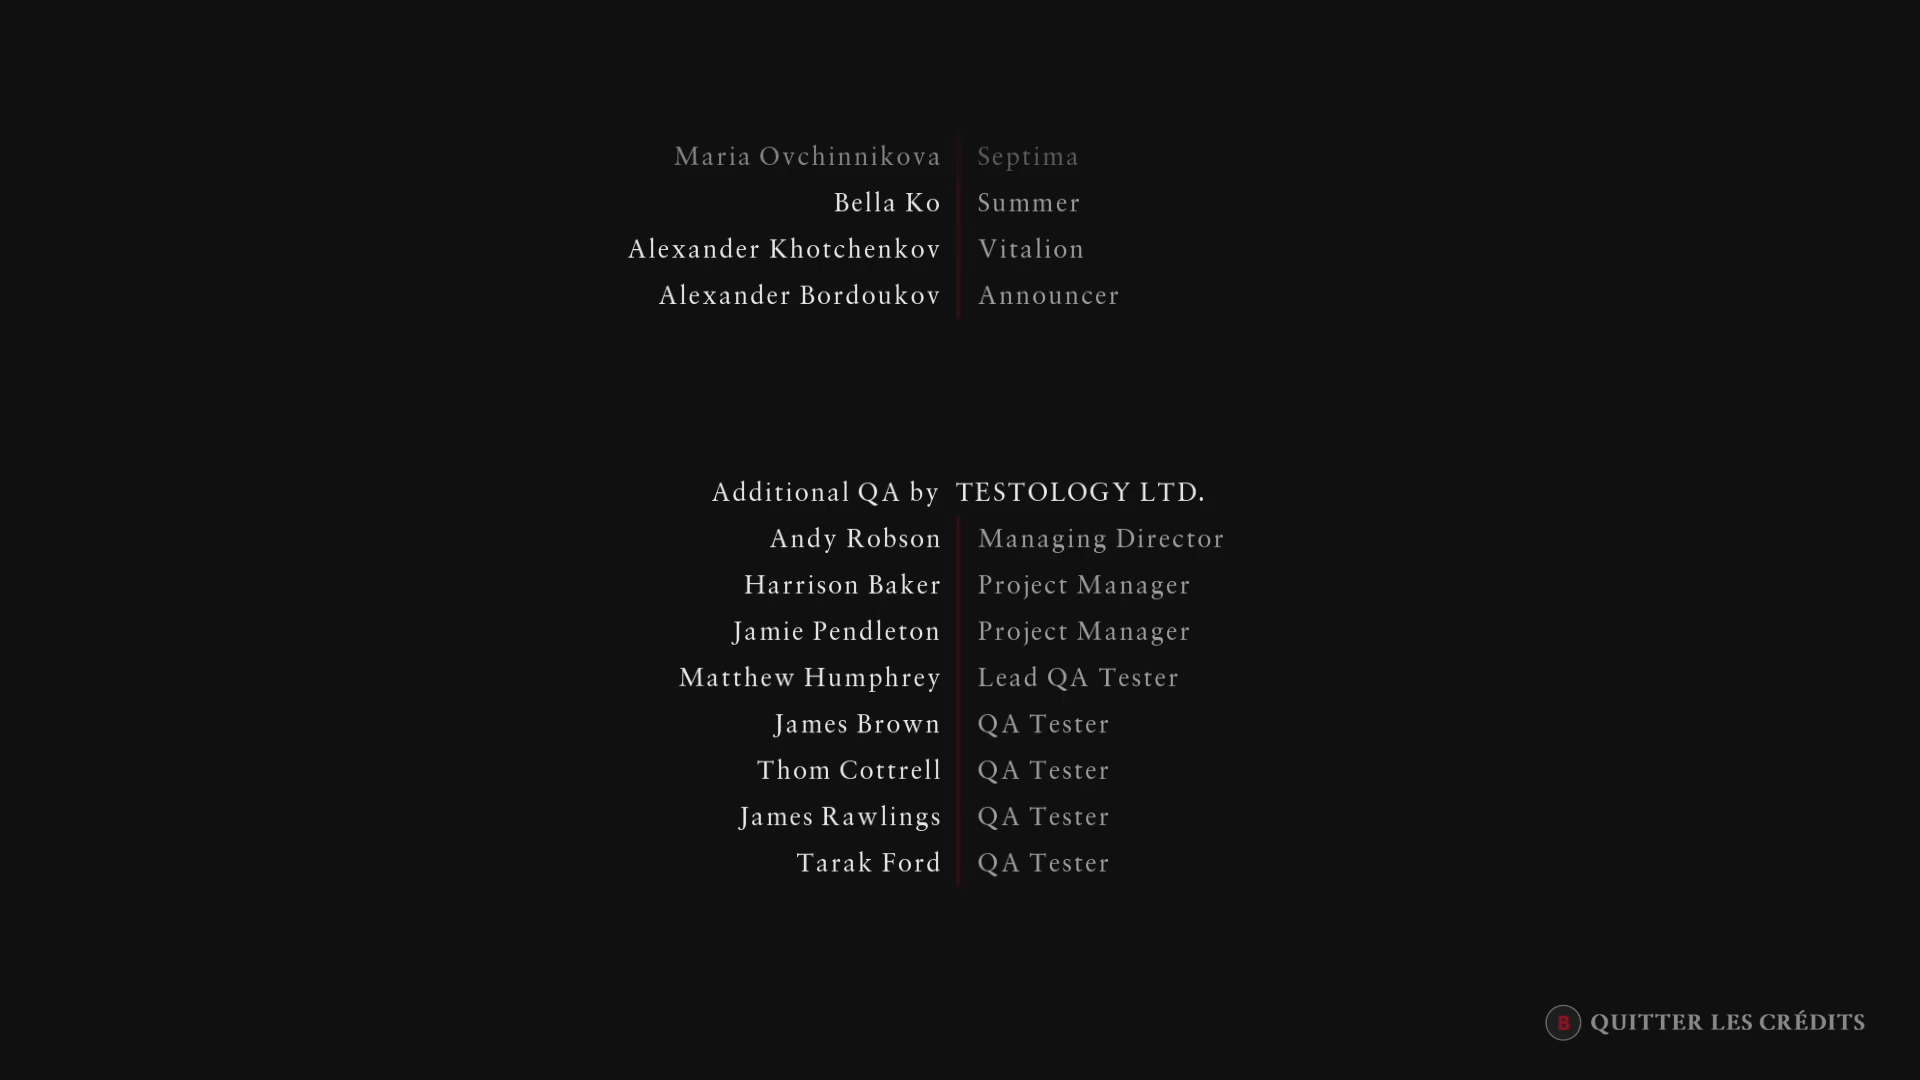 Maria Ovchinnikova Septima
Bella Ko Summer
Alexander Khotchenkov Vitalion
Alexander Bordoukov Announcer
Additional QA by TESTOLOGY LTD.
Andy Robson Managing Director
Harrison Baker Project Manager
Jamie Pendleton Project Manager
Matthew Humphrey Lead QA Tester
James Brown QA Tester
Thom Cottrell QA Tester
James Rawlings QA Tester
Tarak Ford QA Tester
B QUITTER LES CRÉDITS